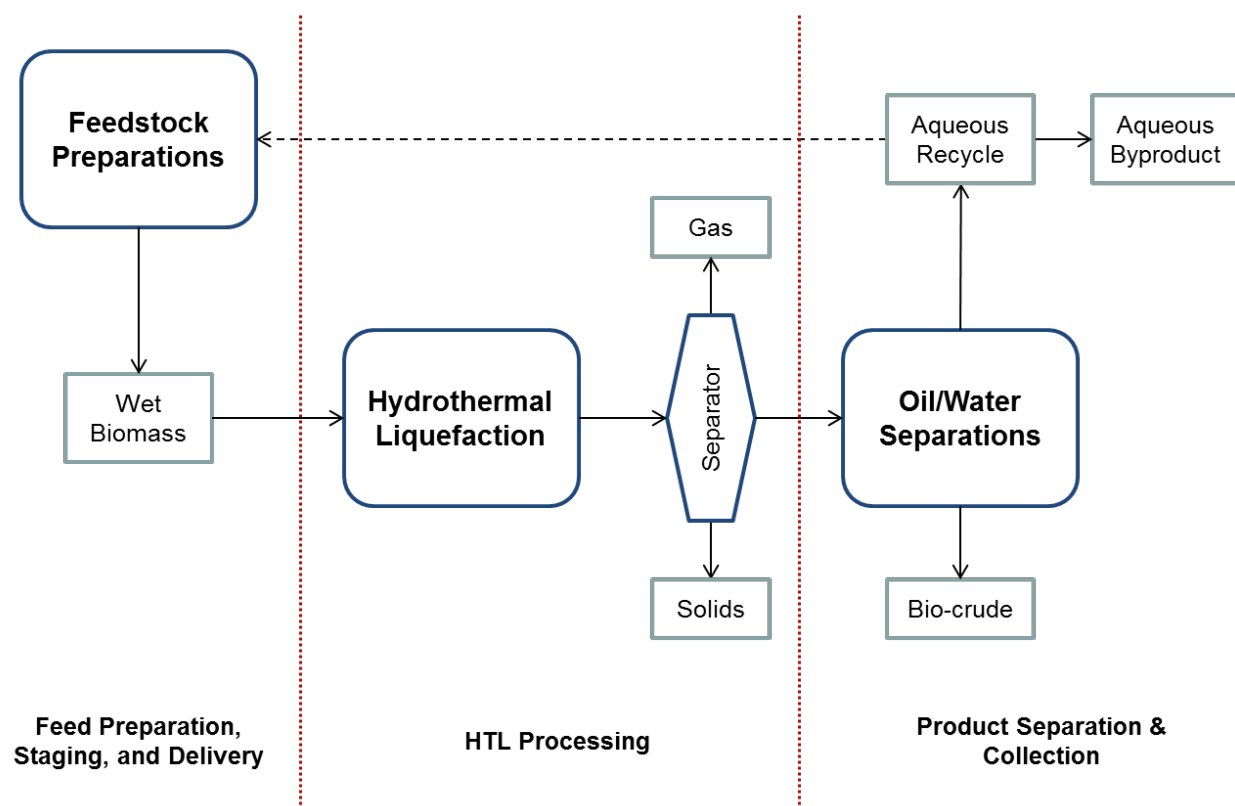 Feedstock
Preparations
Aqueous
Recycle
Aqueous
Byproduct
Gas
Wet
Biomass
Hydrothermal
Liquefaction
Separator
Oil/Water
Separations
Solids
Bio-crude
Feed Preparation,
Staging, and Delivery
HTL Processing
Product Separation &
Collection